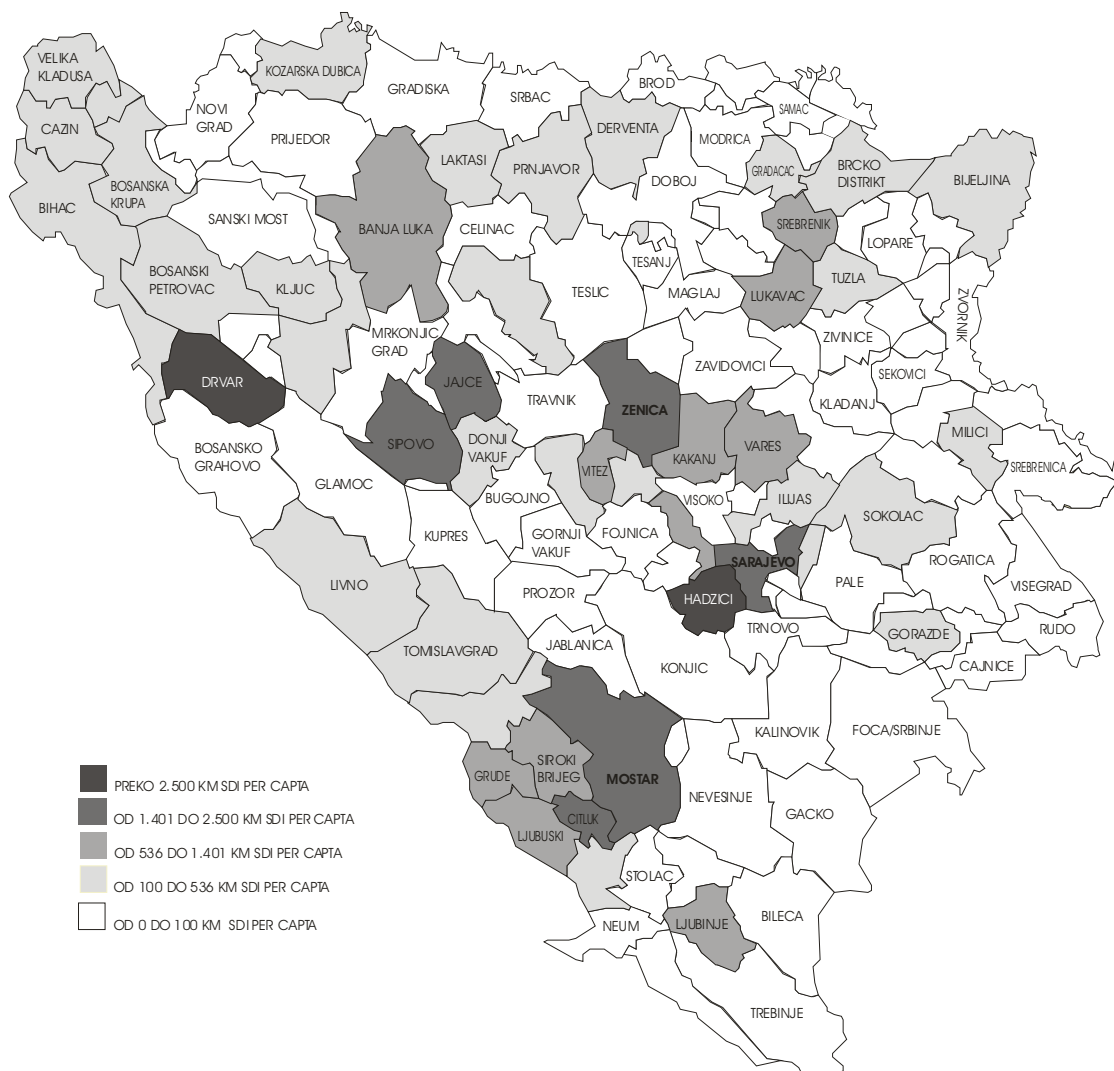 VELIKA
KLADUSA
KOZARSKA DUBICA
GRADISKA
SRBAC
BROD
SAMAC
NOVI
GRAD
CAZIN
PRIJEDOR
LAKTASI
PRNJAVOR
DERVENTA
MODRICA
DOBOJ
GRADACAC
BRCKO
DISTRIKT
BIJELJINA
BOSANSKA
KRUPA
BIHAC
SANSKI MOST
BANJA LUKA
CELINAC
SREBRENIK
LOPARE
BOSANSKI
PETROVAC
KLJUC
TESLIC
TESANJ
MAGLAJ
LUKAVAC
TUZLA
ZVORNIK
MRKONJIC
GRAD
ZIVINICE
ZAVIDOVICI
SEKOVICI
DRVAR
JAJCE
TRAVNIK
ZENICA
KLADANJ
BOSANSKO
GRAHOVO
SIPOVO
DONJI
VAKUF
VITEZ
KAKANJ
VARES
MILICI
SREBRENICA
GLAMOC
BUGOJNO
VISOKO
ILIJAS
SOKOLAC
KUPRES
GORNJI
VAKUF
FOJNICA
SARAJEVO
ROGATICA
VISEGRAD
LIVNO
PROZOR
HADZICI
PALE
TRNOVO
GORAZDE
RUDO
TOMISLAVGRAD
JABLANICA
KONJIC
CAJNICE
KALINOVIK
FOCA/SRBINJE
SIROKI
BRIJEG
GRUDE
MOSTAR
NEVESINJE
GACKO
CITLUK
LJUBUSKI
STOLAC
NEUM
LJUBINJE
BILECA
TREBINJE
PREKO 2.500 KM SDI PER CAPTA
OD 1.401 DO 2.500 KM SDI PER CAPTA
OD 536 DO 1.401 KM SDI PER CAPTA
OD 100 DO 536 KM SDI PER CAPTA
OD 0 DO 100 KM SDI PER CAPTA